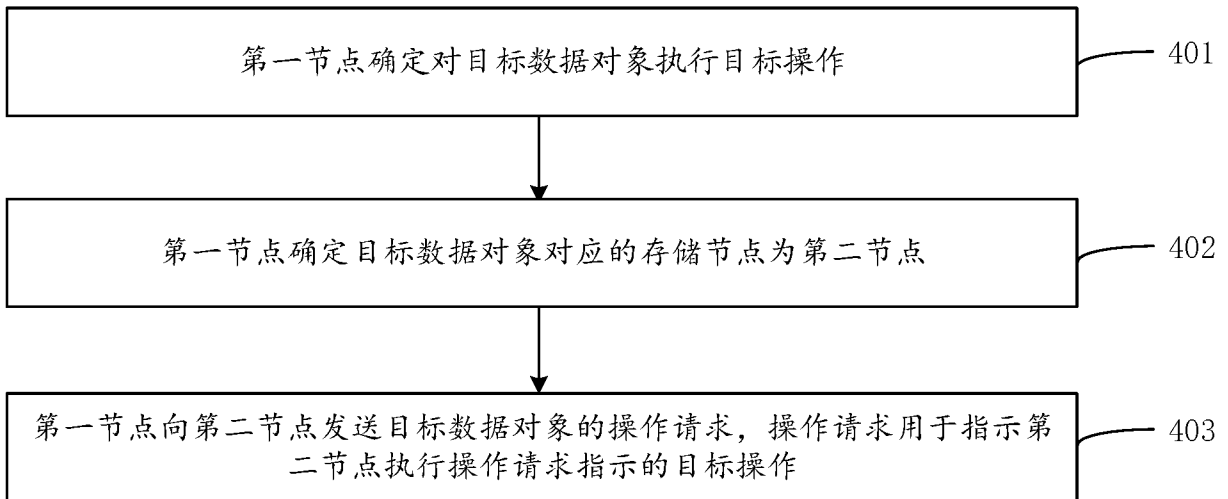 第一节点确定对目标数据对象执行目标操作
401
第一节点确定目标数据对象对应的存储节点为第二节点
402
第一节点向第二节点发送目标数据对象的操作请求，操作请求用于指示第
二节点执行操作请求指示的目标操作
403